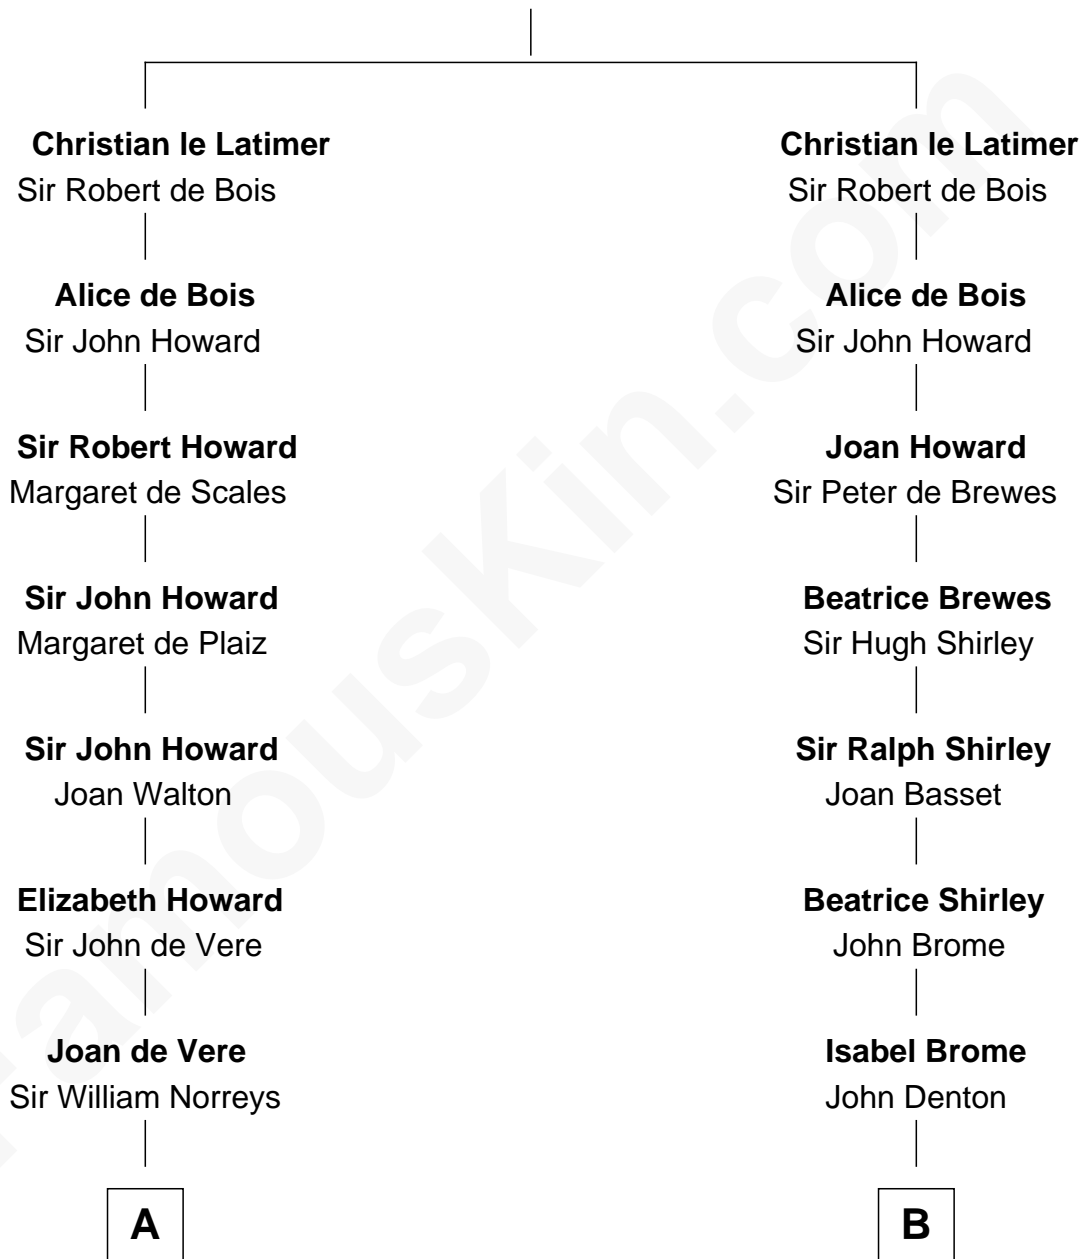 Christian le Latimer
Sir Robert de Bois
Alice de Bois
Sir John Howard
Sir Robert Howard
Margaret de Scales
Sir John Howard
Margaret de Plaiz
Sir John Howard
Joan Walton
Elizabeth Howard
Sir John de Vere
Joan de Vere
Sir William Norreys
A
Christian le Latimer
Sir Robert de Bois
Alice de Bois
Sir John Howard
Joan Howard
Sir Peter de Brewes
Beatrice Brewes
Sir Hugh Shirley
Sir Ralph Shirley
Joan Basset
Beatrice Shirley
John Brome
Isabel Brome
John Denton
B
FamousKin.com